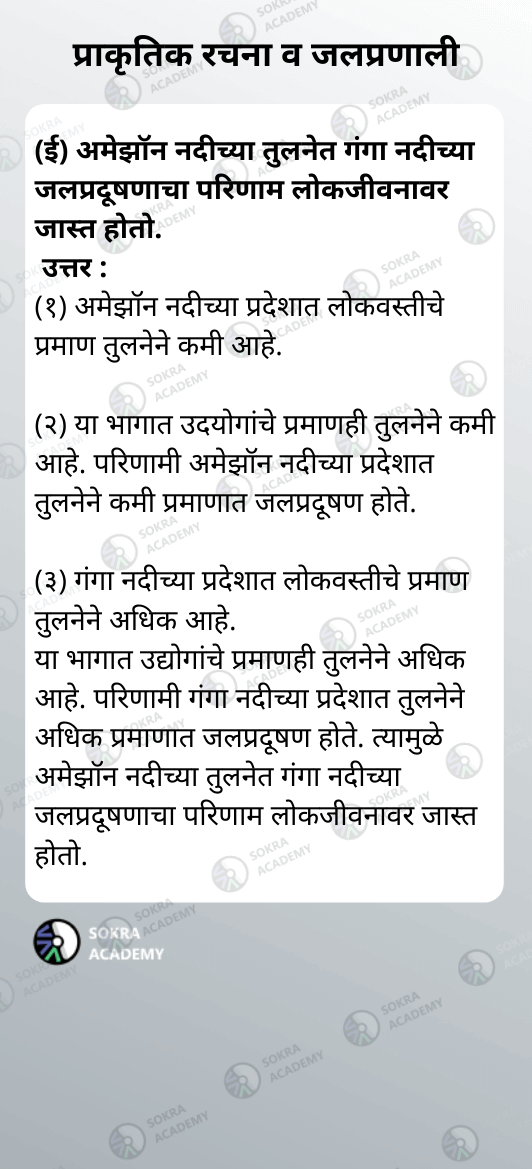 प्राकृतिक रचना व जलप्रणाली
(ई) अमेझॉन नदीच्या तुलनेत गंगा नदीच्या
जलप्रदूषणाचा परिणाम लोकजीवनावर
जास्त होतो.
उत्तर :
(१) अमेझॉन नदीच्या प्रदेशात लोकवस्तीचे
प्रमाण तुलनेने कमी आहे.
(२) या भागात उदयोगांचे प्रमाणही तुलनेने कमी
आहे. परिणामी अमेझॉन नदीच्या प्रदेशात
तुलनेने कमी प्रमाणात जलप्रदूषण होते.
(३) गंगा नदीच्या प्रदेशात लोकवस्तीचे प्रमाण
तुलनेने अधिक आहे.
या भागात उद्योगांचे प्रमाणही तुलनेने अधिक
आहे. परिणामी गंगा नदीच्या प्रदेशात तुलनेने
अधिक प्रमाणात जलप्रदूषण होते. त्यामुळे
अमेझॉन नदीच्या तुलनेत गंगा नदीच्या
जलप्रदूषणाचा परिणाम लोकजीवनावर जास्त
होतो.
SOKRA
ACADEMY